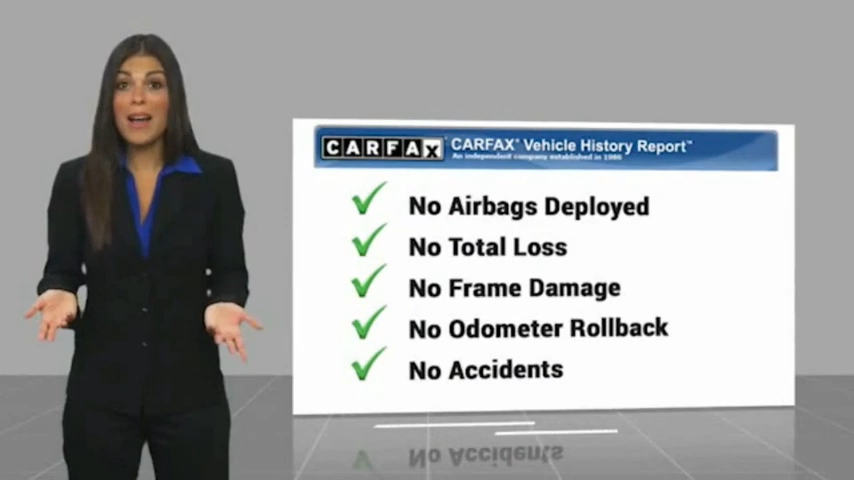 CARFAX CARFAX® Vehicle History Report™
An independent company established in 1986
No Airbags Deployed
No Total Loss
No Frame Damage
No Odometer Rollback
No Accidents
No Accidents